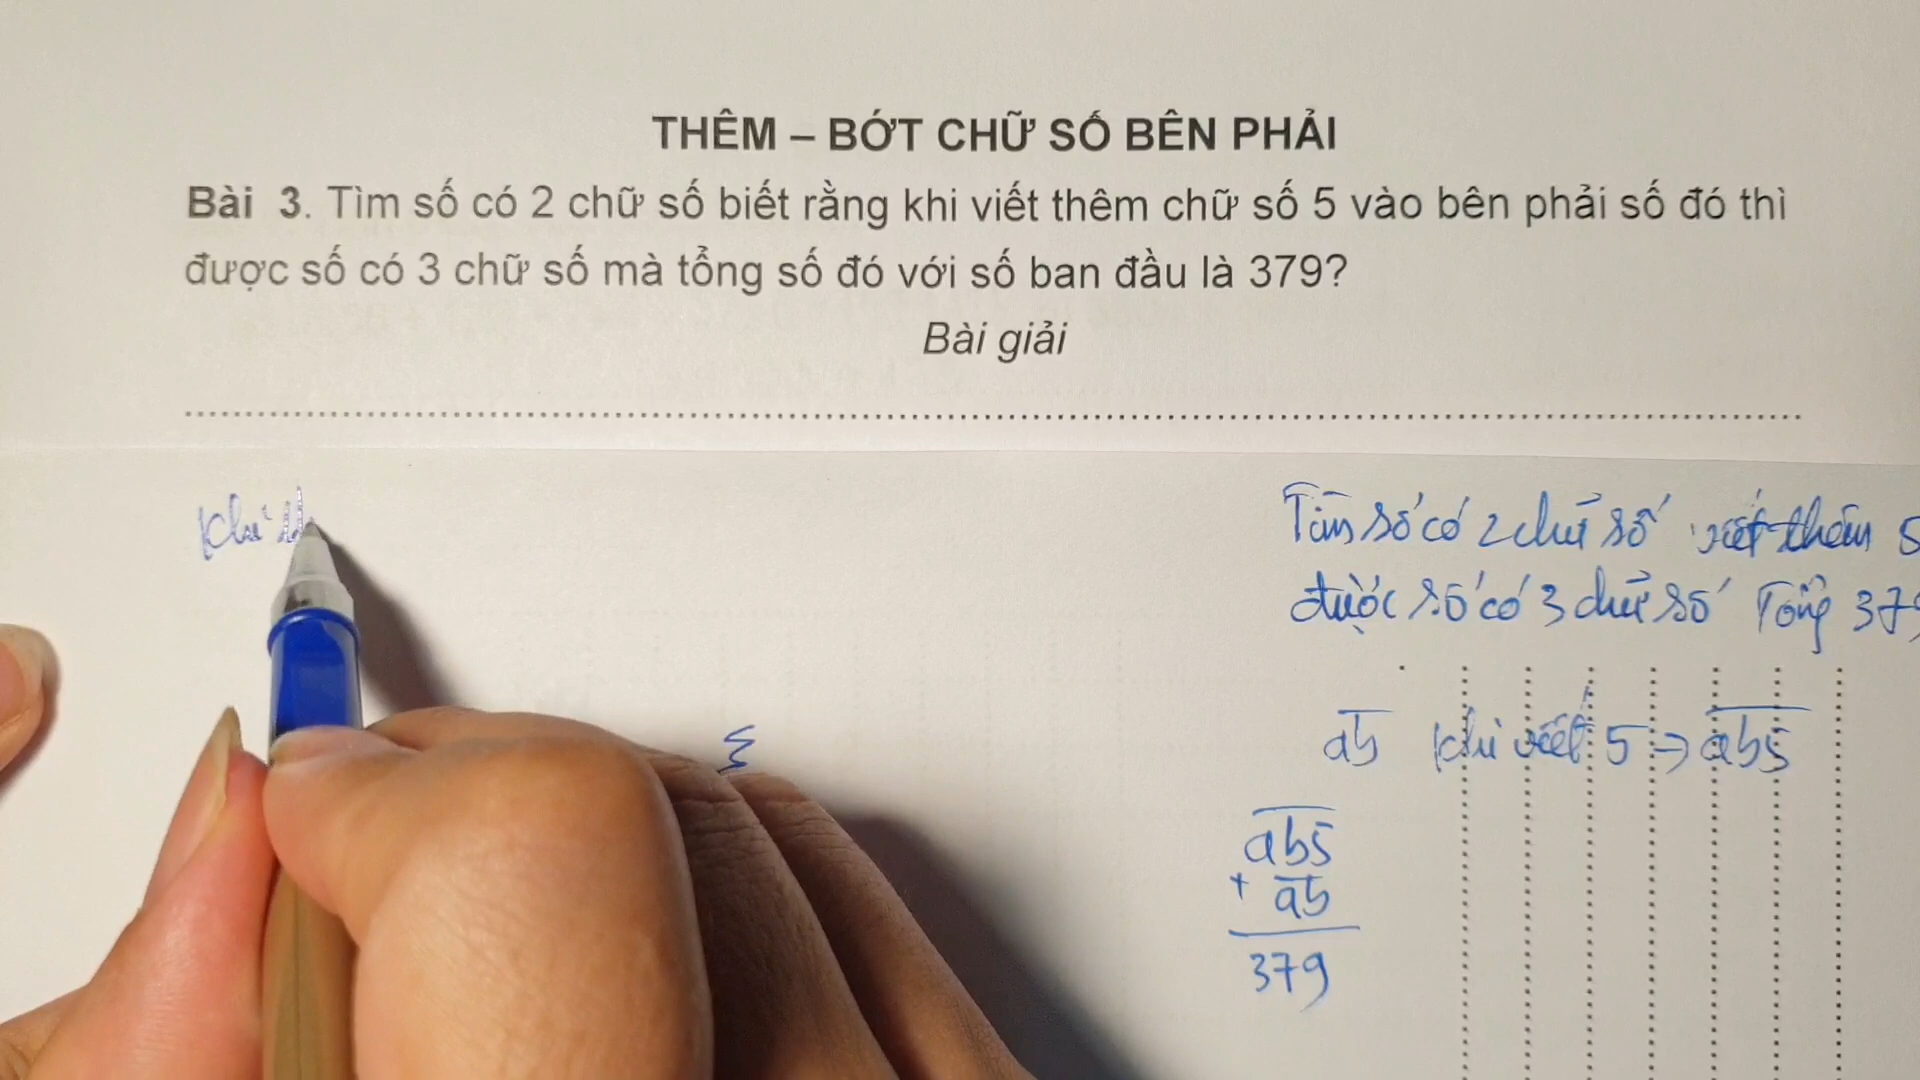 THÊM – BỚT CHỮ SỐ BÊN PHẢI
Bài 3. Tìm số có 2 chữ số biết rằng khi viết thêm chữ số 5 vào bên phải số đó thì
được số có 3 chữ số mà tổng số đó với số ban đầu là 379?
Bài giải
Khi
Tìm số có 2 chữ số viết thêm 5
được số có 3 chữ số Tổng 379
ab khi viết 5 => ab5
ab5
+ ab
379